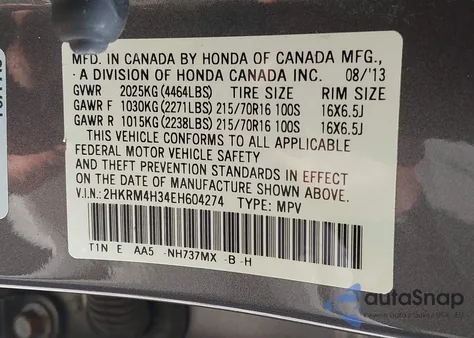 MFD. IN CANADA BY HONDA OF CANADA MFG.,
A DIVISION OF HONDA CANADA INC. 08/'13
GVWR 2025KG (4464LBS) TIRE SIZE RIM SIZE
GAWR F 1030KG (2271LBS) 215/70R16 100S 16X6.5J
GAWR R 1015KG (2238LBS) 215/70R16 100S 16X6.5J
THIS VEHICLE CONFORMS TO ALL APPLICABLE
FEDERAL MOTOR VEHICLE SAFETY
AND THEFT PREVENTION STANDARDS IN EFFECT
ON THE DATE OF MANUFACTURE SHOWN ABOVE.
V.I.N.: 2HKRM4H34EH604274 TYPE: MPV
T1N E AA5 -NH737MX -B -H
autaSnap